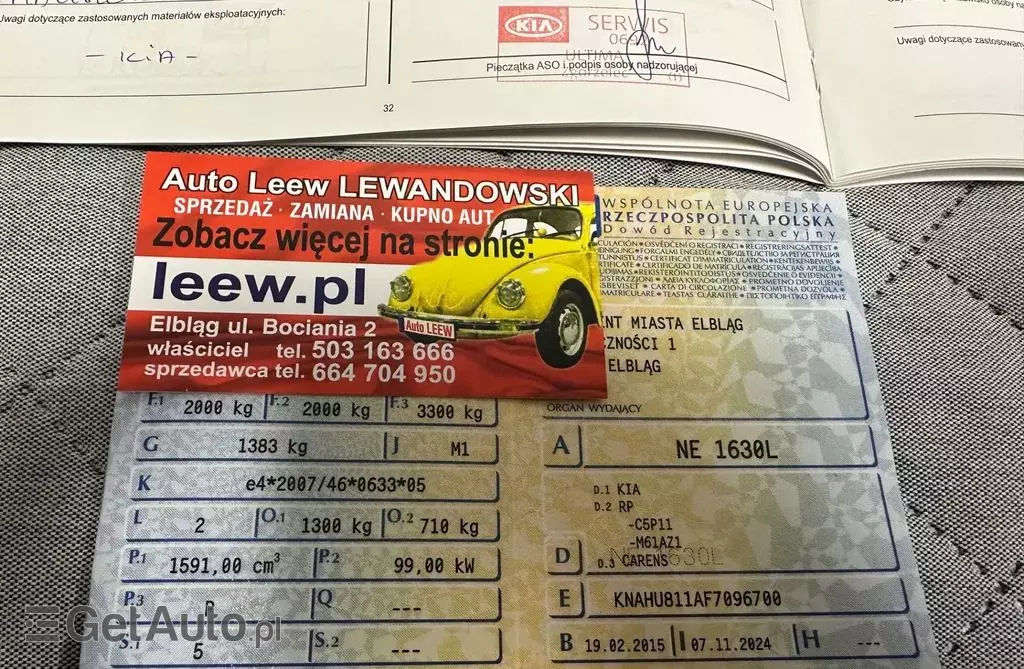 Uwagi dotyczące zastosowanych materiałów eksploatacyjnych:
- KIA -
KIA
SERWIS
ULTIMA
Zgorzelec (1)
Pieczątka ASO i podpis osoby nadzorującej
32
Uwagi dotyczące zastosowan
Auto Leew LEWANDOWSKI
SPRZEDAŻ · ZAMIANA · KUPNO AUT
Zobacz więcej na stronie:
leew.pl
Auto LEEW
Elbląg ul. Bociania 2
właściciel tel. 503 163 666
sprzedawca tel. 664 704 950
WSPÓLNOTA EUROPEJSKA
RZECZPOSPOLITA POLSKA
Dowód Rejestracyjny
NT MIASTA ELBLĄG
CZNOŚCI 1
ELBLĄG
ORGAN WYDAJĄCY
F.1 2000 kg F.2 2000 kg F.3 3300 kg
G 1383 kg J M1
K e4*2007/46*0633*05
L 2 O.1 1300 kg O.2 710 kg
P.1 1591,00 cm³ P.2 99,00 kW
P.3 P Q ---
S.1 5 S.2 ---
A NE 1630L
D.1 KIA
D.2 RP
-C5P11
-M61AZ1
D D.3 CARENS
E KNAHU811AF7096700
B 19.02.2015 I 07.11.2024 H ---
GetAuto.pl